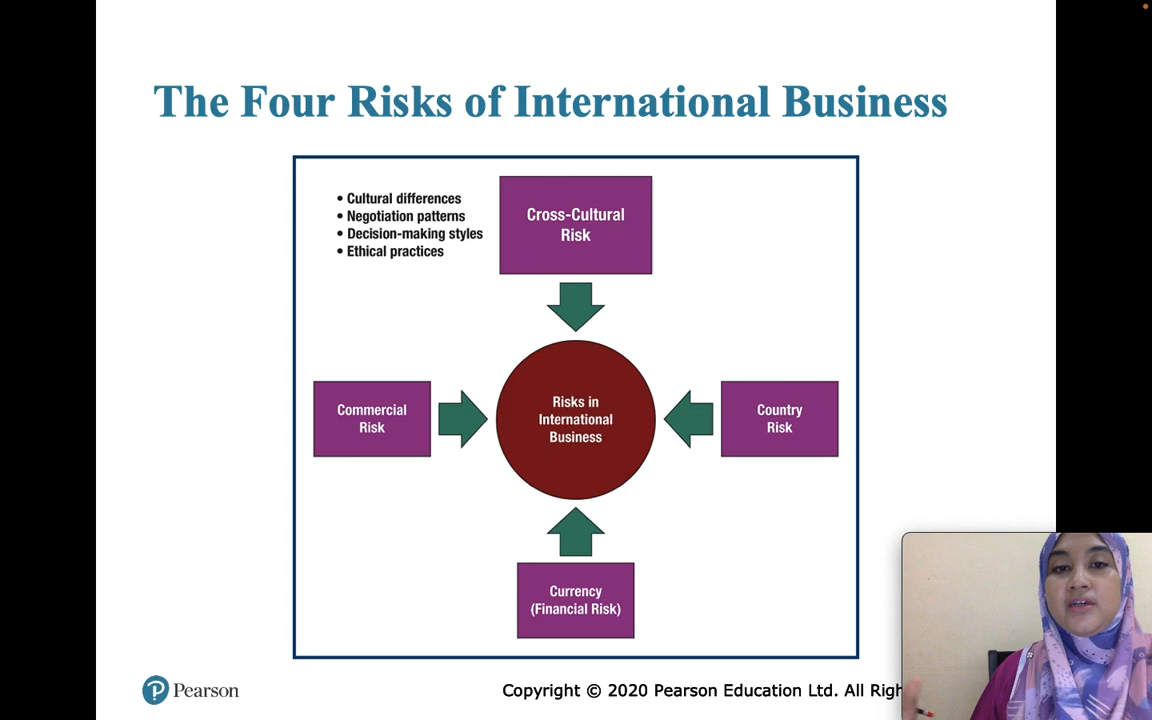 The Four Risks of International Business
• Cultural differences
• Negotiation patterns
• Decision-making styles
• Ethical practices
Cross-Cultural
Risk
Commercial
Risk
Risks in
International
Business
Country
Risk
Currency
(Financial Risk)
Pearson
Copyright © 2020 Pearson Education Ltd. All